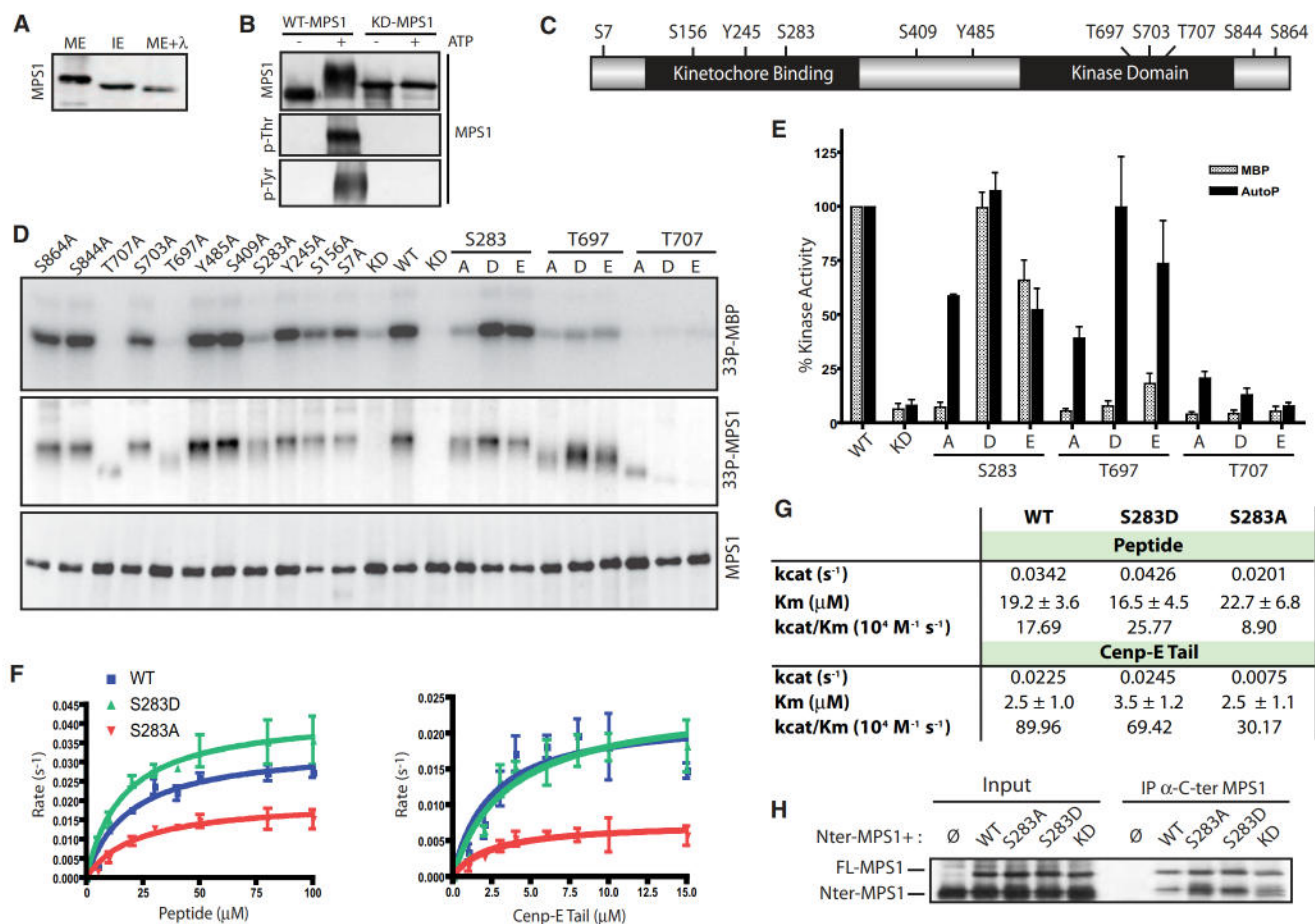 A
ME IE ME+λ
MPS1
B
WT-MPS1 KD-MPS1
- + - + ATP
MPS1
p-Thr
p-Tyr
MPS1
C
S7 S156 Y245 S283 S409 Y485 T697 S703 T707 S844 S864
Kinetochore Binding Kinase Domain
D
S864A S844A T707A S703A T697A Y485A S409A S283A Y245A S156A S7A KD WT KD
S283 T697 T707
A D E A D E A D E
33P-MBP
33P-MPS1
MPS1
E
% Kinase Activity
125
100
75
50
25
0
MBP
AutoP
WT KD A D E A D E A D E
S283 T697 T707
F
WT
S283D
S283A
Rate (s⁻¹)
0.045
0.040
0.035
0.030
0.025
0.020
0.015
0.010
0.005
0.000
0 25 50 75 100
Peptide (μM)
Rate (s⁻¹)
0.025
0.020
0.015
0.010
0.005
0.000
0.0 2.5 5.0 7.5 10.0 12.5 15.0
Cenp-E Tail (μM)
G
WT S283D S283A
Peptide
kcat (s⁻¹) 0.0342 0.0426 0.0201
Km (μM) 19.2 ± 3.6 16.5 ± 4.5 22.7 ± 6.8
kcat/Km (10⁴ M⁻¹ s⁻¹) 17.69 25.77 8.90
Cenp-E Tail
kcat (s⁻¹) 0.0225 0.0245 0.0075
Km (μM) 2.5 ± 1.0 3.5 ± 1.2 2.5 ± 1.1
kcat/Km (10⁴ M⁻¹ s⁻¹) 89.96 69.42 30.17
H
Input IP α-C-ter MPS1
Nter-MPS1+ : Ø WT S283A S283D KD Ø WT S283A S283D KD
FL-MPS1
Nter-MPS1